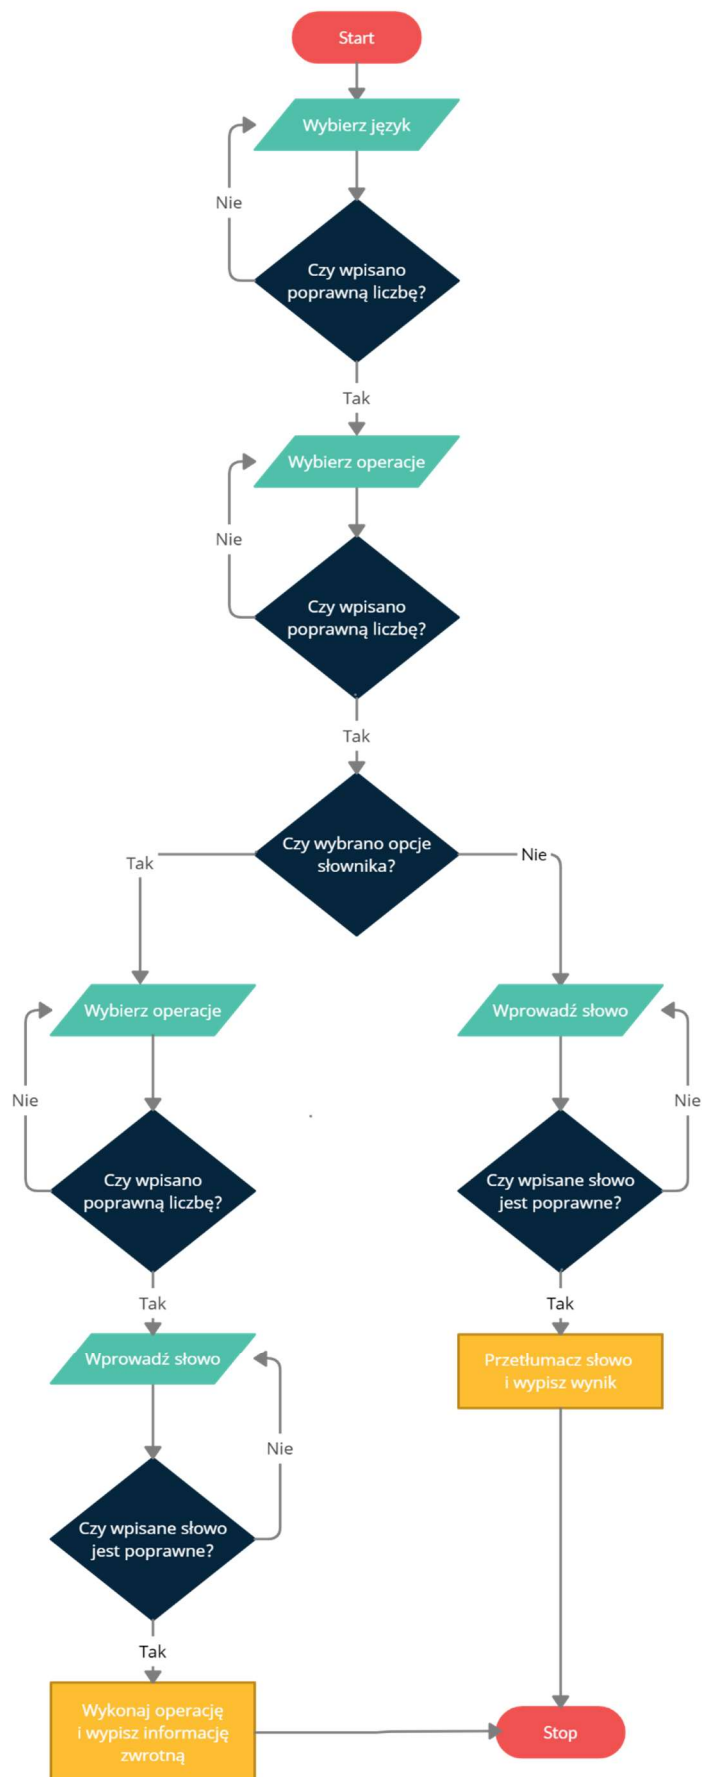 Start
Wybierz język
Nie
Czy wpisano
poprawną liczbę?
Tak
Wybierz operacje
Nie
Czy wpisano
poprawną liczbę?
Tak
Czy wybrano opcje
słownika?
Tak
Nie
Wybierz operacje
Nie
Czy wpisano
poprawną liczbę?
Tak
Wprowadź słowo
Nie
Czy wpisane słowo
jest poprawne?
Tak
Wykonaj operację
i wypisz informację
zwrotną
Wprowadź słowo
Nie
Czy wpisane słowo
jest poprawne?
Tak
Przetłumacz słowo
i wypisz wynik
Stop